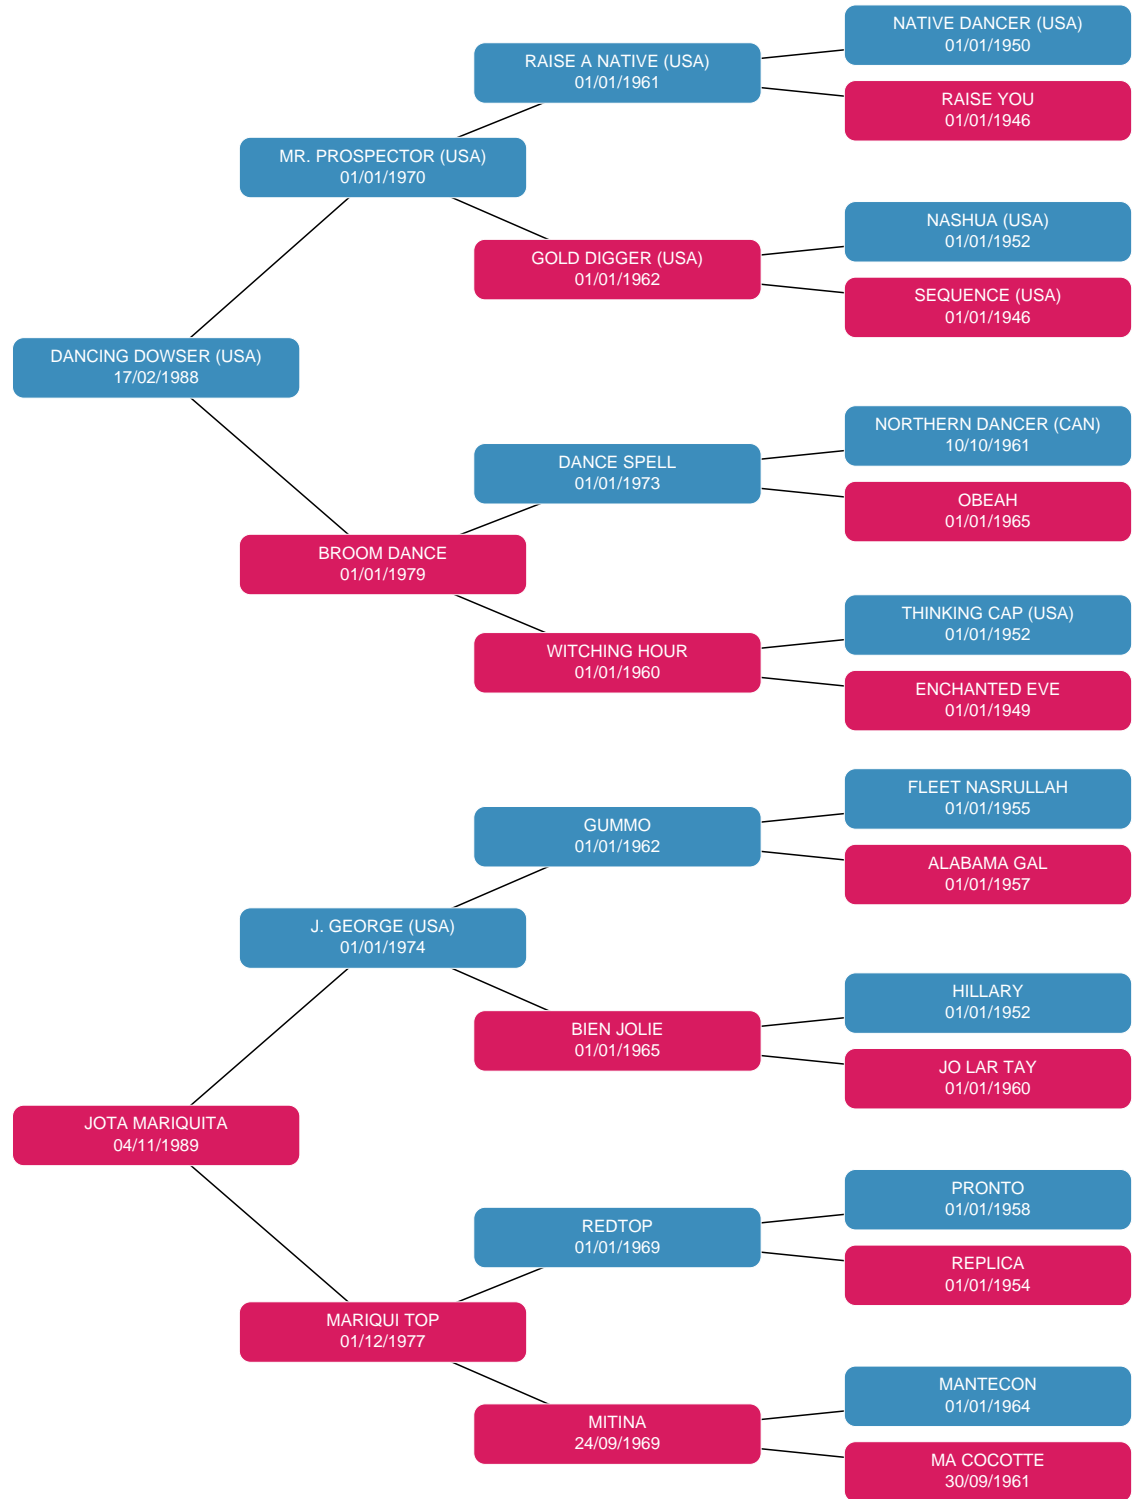 NATIVE DANCER (USA)
01/01/1950
RAISE A NATIVE (USA)
01/01/1961
RAISE YOU
01/01/1946
MR. PROSPECTOR (USA)
01/01/1970
NASHUA (USA)
01/01/1952
GOLD DIGGER (USA)
01/01/1962
SEQUENCE (USA)
01/01/1946
DANCING DOWSER (USA)
17/02/1988
NORTHERN DANCER (CAN)
10/10/1961
DANCE SPELL
01/01/1973
OBEAH
01/01/1965
BROOM DANCE
01/01/1979
THINKING CAP (USA)
01/01/1952
WITCHING HOUR
01/01/1960
ENCHANTED EVE
01/01/1949
FLEET NASRULLAH
01/01/1955
GUMMO
01/01/1962
ALABAMA GAL
01/01/1957
J. GEORGE (USA)
01/01/1974
HILLARY
01/01/1952
BIEN JOLIE
01/01/1965
JO LAR TAY
01/01/1960
JOTA MARIQUITA
04/11/1989
PRONTO
01/01/1958
REDTOP
01/01/1969
REPLICA
01/01/1954
MARIQUI TOP
01/12/1977
MANTECON
01/01/1964
MITINA
24/09/1969
MA COCOTTE
30/09/1961